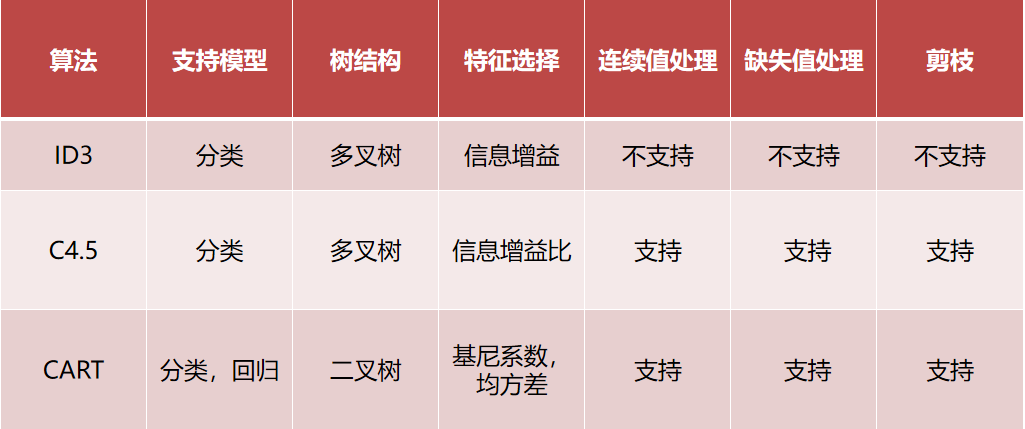 算法 支持模型 树结构 特征选择 连续值处理 缺失值处理 剪枝
ID3 分类 多叉树 信息增益 不支持 不支持 不支持
C4.5 分类 多叉树 信息增益比 支持 支持 支持
CART 分类，回归 二叉树 基尼系数， 均方差 支持 支持 支持